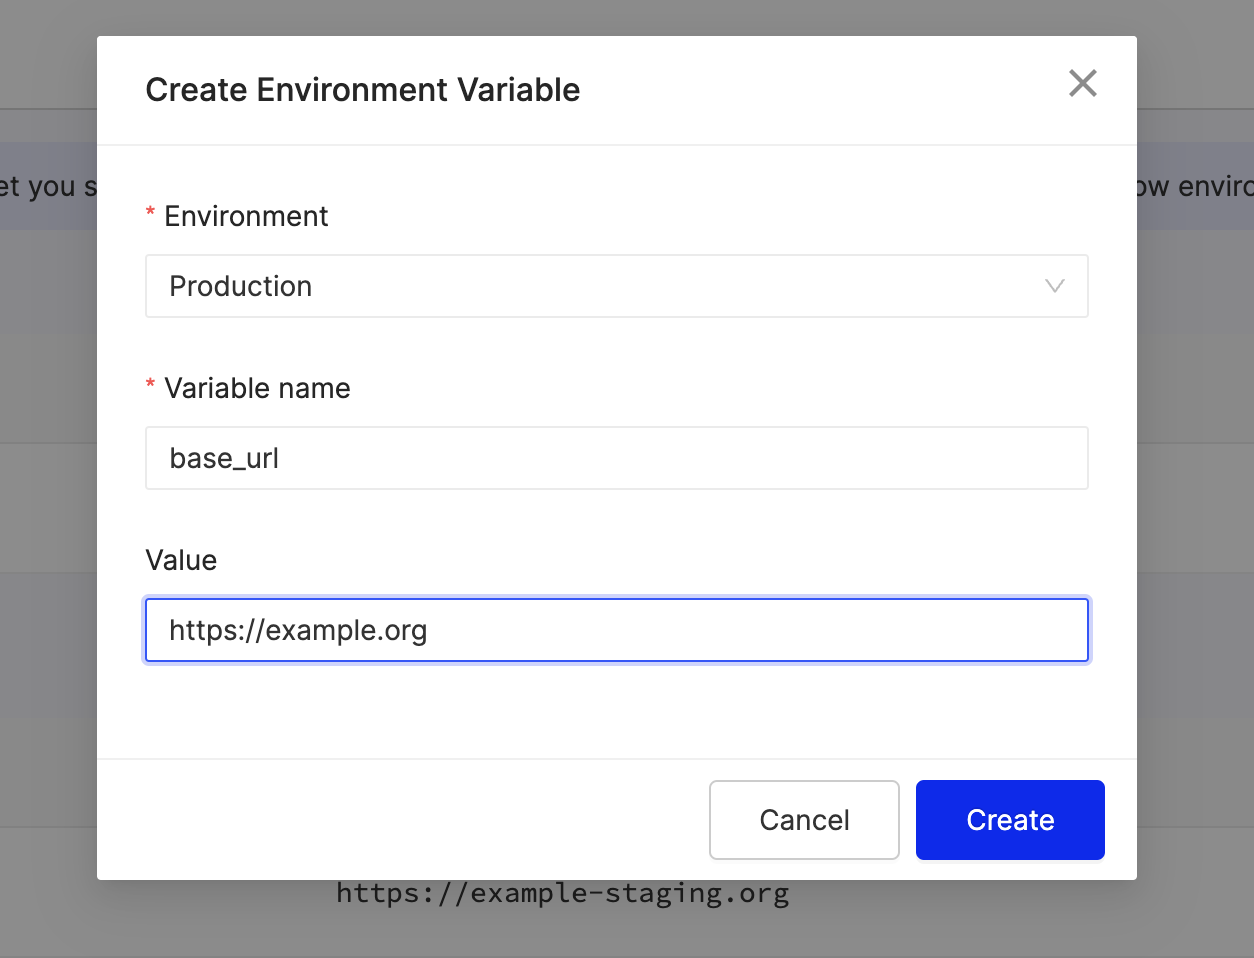 Create Environment Variable
et you s
ow enviro
* Environment
Production
* Variable name
base_url
Value
https://example.org
Cancel
Create
https://example-staging.org